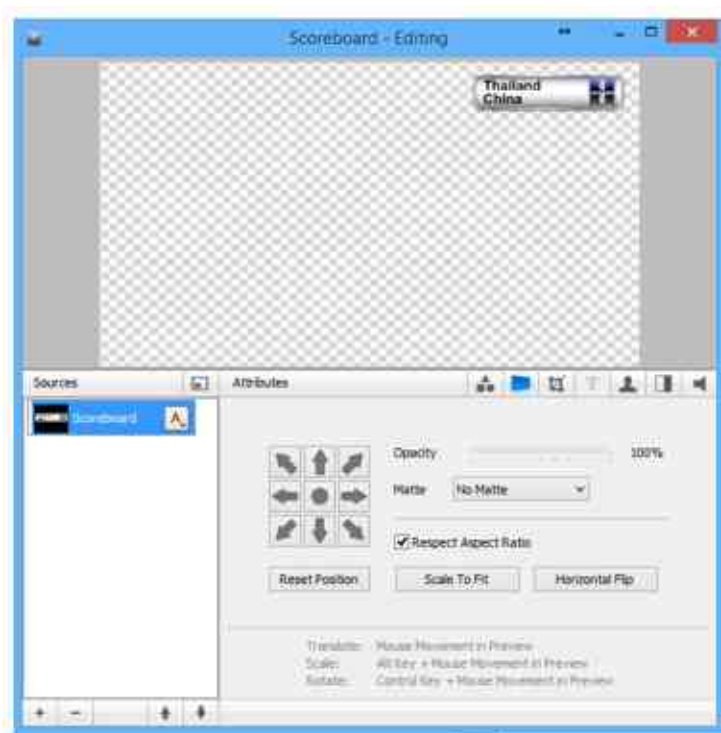 Scoreboard - Editing
Thailand
China
Sources
Attributes
Scoreboard
Opacity
100%
Matte
No Matte
Respect Aspect Ratio
Reset Position
Scale To Fit
Horizontal Flip
Translate: Mouse Movement in Preview
Scale: Alt Key + Mouse Movement in Preview
Rotate: Control Key + Mouse Movement in Preview